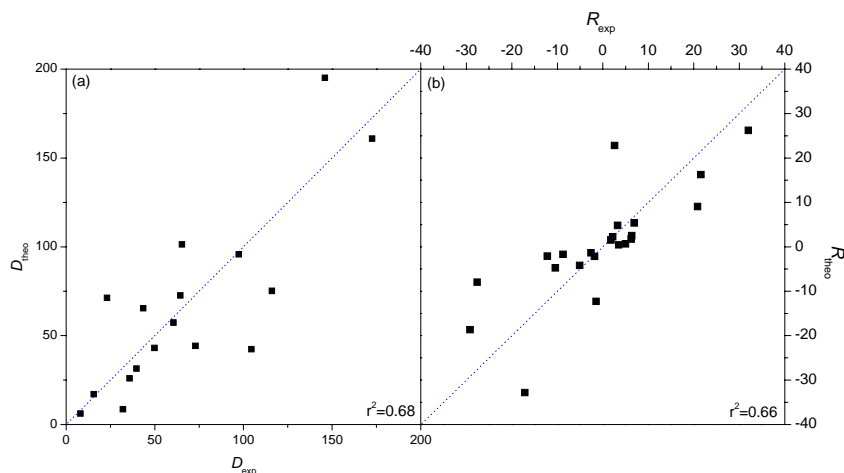 R exp
-40 -30 -20 -10 0 10 20 30 40
200 (a) (b) 40
30
150 20
10
D theo 100 0 R theo
-10
50 -20
-30
0 r²=0.68 r²=0.66 -40
0 50 100 150 200
D exp